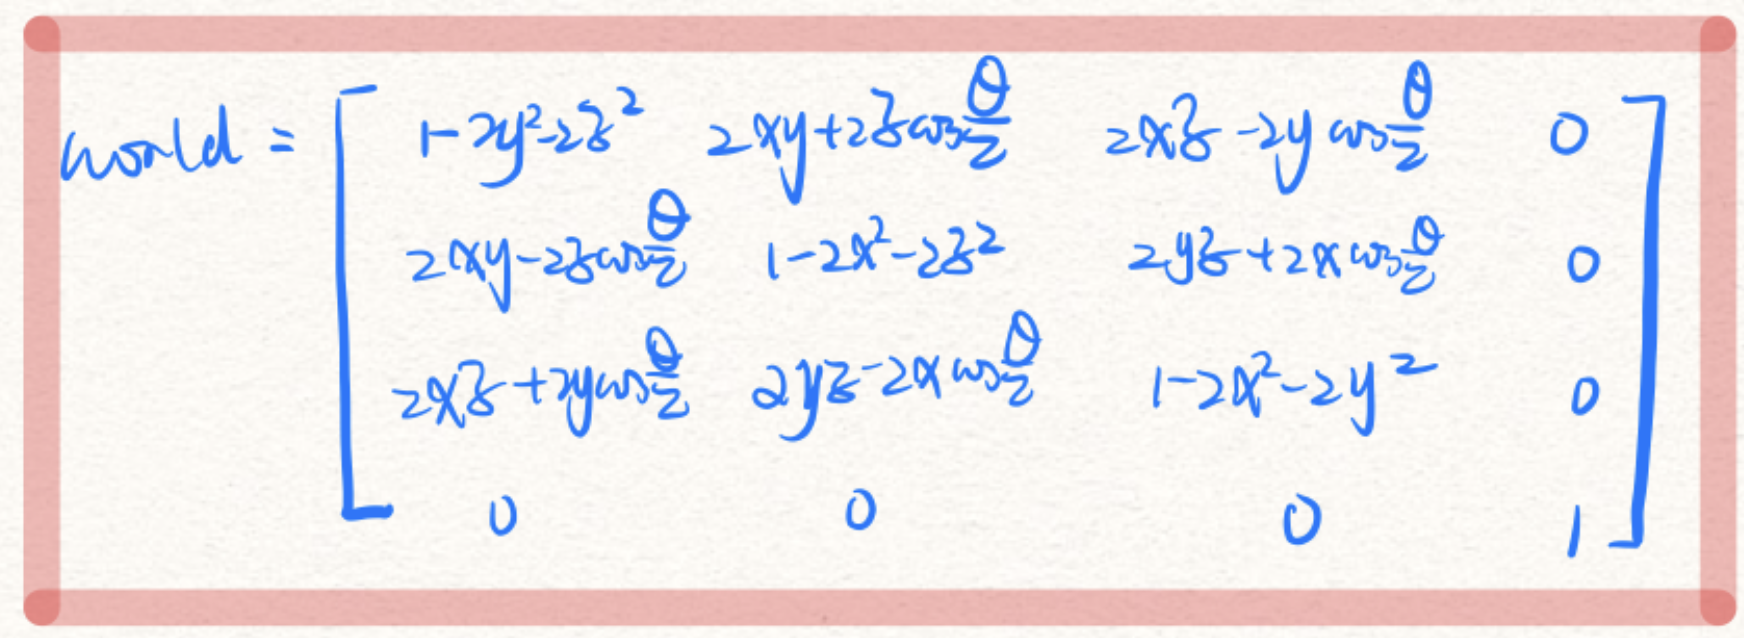 world = [ 1-2y²-2z² 2xy+2z cos θ/2 2xz-2y cos θ/2 0
2xy-2z cos θ/2 1-2x²-2z² 2yz+2x cos θ/2 0
2xz+2y cos θ/2 2yz-2x cos θ/2 1-2x²-2y² 0
0 0 0 1 ]